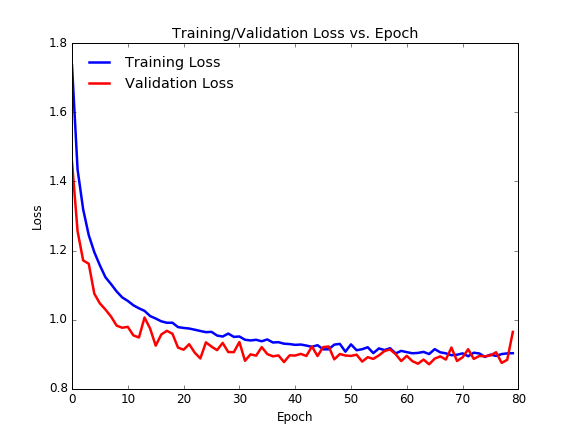 Training/Validation Loss vs. Epoch
1.8
Training Loss
Validation Loss
1.6
1.4
Loss
1.2
1.0
0.8
0 10 20 30 40 50 60 70 80
Epoch